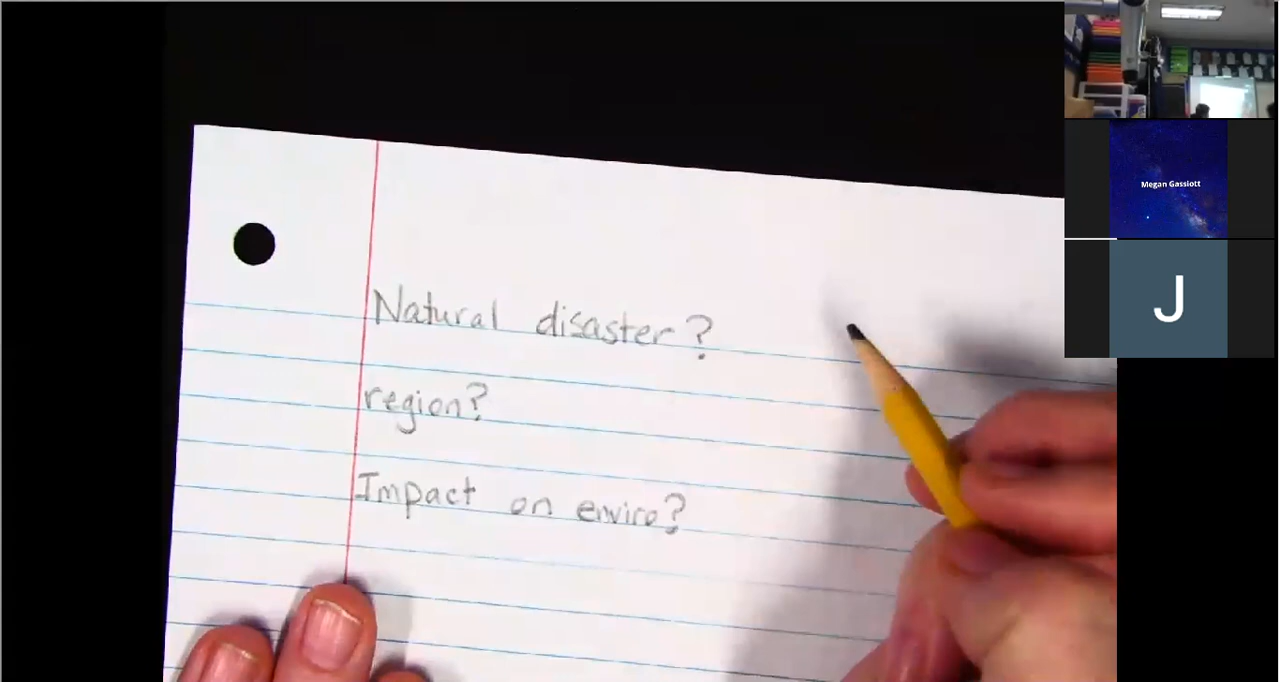 Natural disaster?
region?
Impact on enviro?
Megan Gassiott
J